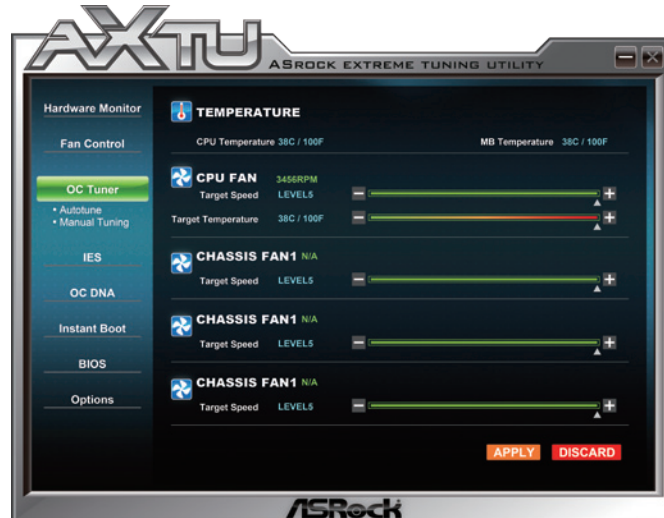 AXTU
ASROCK EXTREME TUNING UTILITY
Hardware Monitor
Fan Control
OC Tuner
• Autotune
• Manual Tuning
IES
OC DNA
Instant Boot
BIOS
Options
TEMPERATURE
CPU Temperature 38C / 100F
MB Temperature 38C / 100F
CPU FAN 3456RPM
Target Speed LEVEL5
Target Temperature 38C / 100F
CHASSIS FAN1 N/A
Target Speed LEVEL5
CHASSIS FAN1 N/A
Target Speed LEVEL5
CHASSIS FAN1 N/A
Target Speed LEVEL5
APPLY DISCARD
ASRock